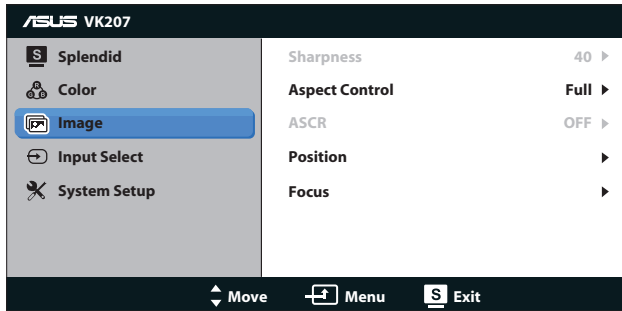 ASUS VK207
S Splendid
R G B Color
Image
Input Select
System Setup
Sharpness 40
Aspect Control Full
ASCR OFF
Position
Focus
Move Menu S Exit